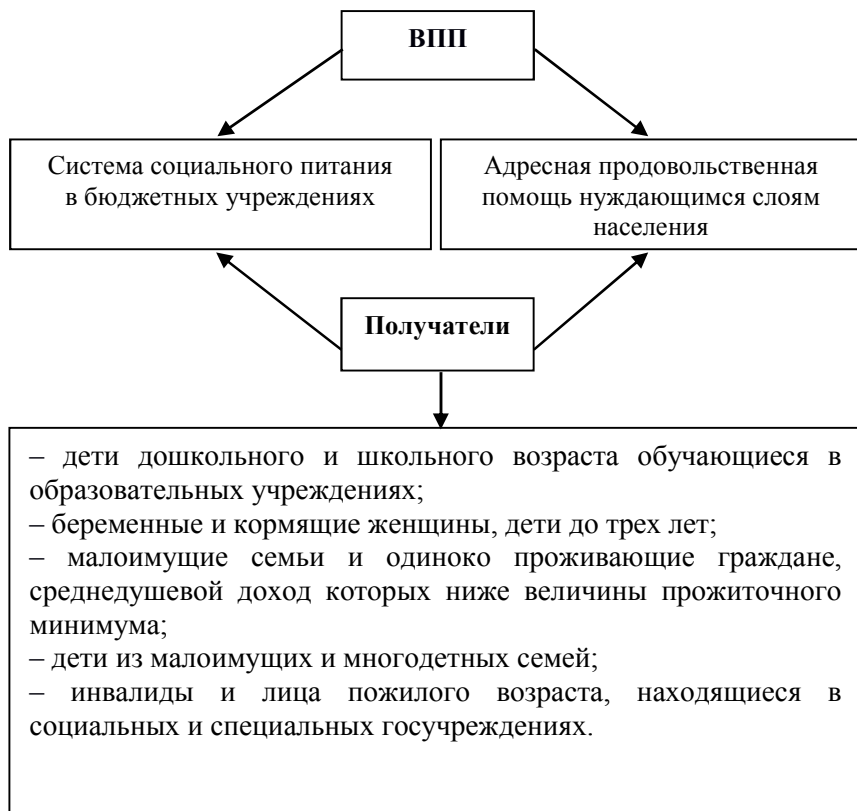 ВПП
Система социального питания
в бюджетных учреждениях
Адресная продовольственная
помощь нуждающимся слоям
населения
Получатели
– дети дошкольного и школьного возраста обучающиеся в
образовательных учреждениях;
– беременные и кормящие женщины, дети до трех лет;
– малоимущие семьи и одиноко проживающие граждане,
среднедушевой доход которых ниже величины прожиточного
минимума;
– дети из малоимущих и многодетных семей;
– инвалиды и лица пожилого возраста, находящиеся в
социальных и специальных госучреждениях.